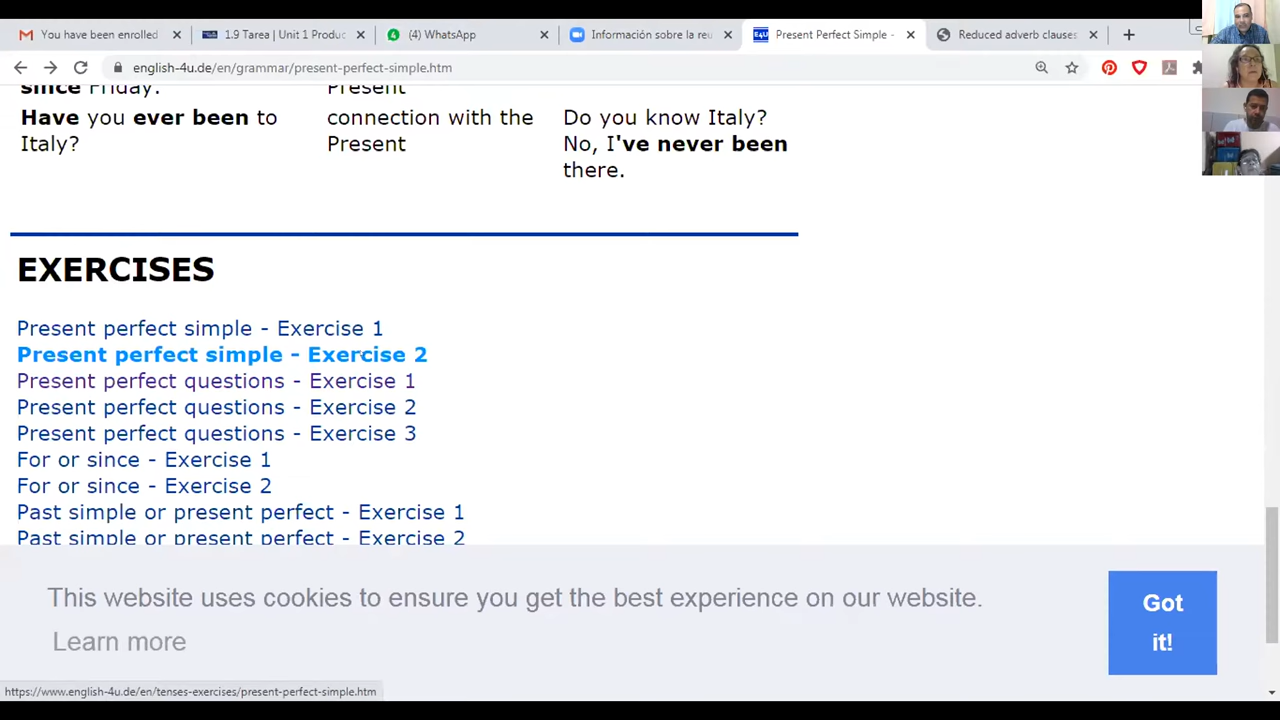 You have been enrolled
1.9 Tarea | Unit 1 Produc
(4) WhatsApp
Información sobre la reu
Present Perfect Simple -
Reduced adverb clauses
english-4u.de/en/grammar/present-perfect-simple.htm
since Friday.
Present
Have you ever been to
Italy?
connection with the
Present
Do you know Italy?
No, I've never been
there.
EXERCISES
Present perfect simple - Exercise 1
Present perfect simple - Exercise 2
Present perfect questions - Exercise 1
Present perfect questions - Exercise 2
Present perfect questions - Exercise 3
For or since - Exercise 1
For or since - Exercise 2
Past simple or present perfect - Exercise 1
Past simple or present perfect - Exercise 2
This website uses cookies to ensure you get the best experience on our website.
Learn more
Got
it!
https://www.english-4u.de/en/tenses-exercises/present-perfect-simple.htm